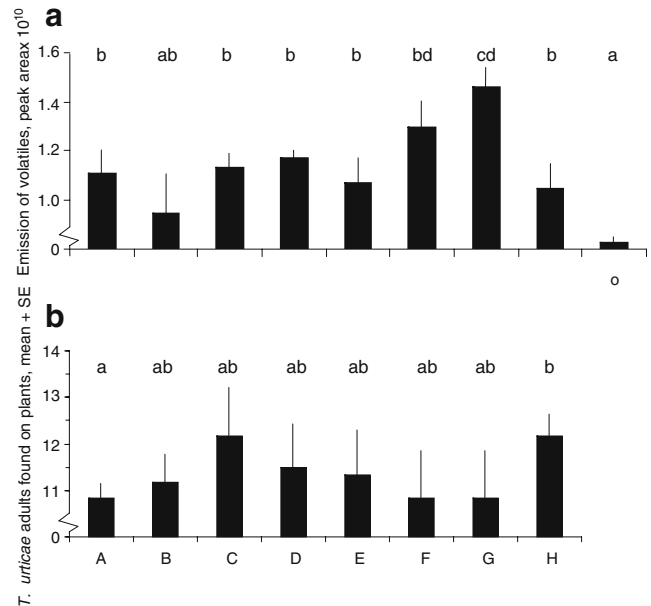 a
Emission of volatiles, peak areax 10¹⁰
b ab b b b bd cd b a
1.6
1.4
1.2
1.0
0
o
b
T. urticae adults found on plants, mean + SE
a ab ab ab ab ab ab b
14
13
12
11
0
A B C D E F G H